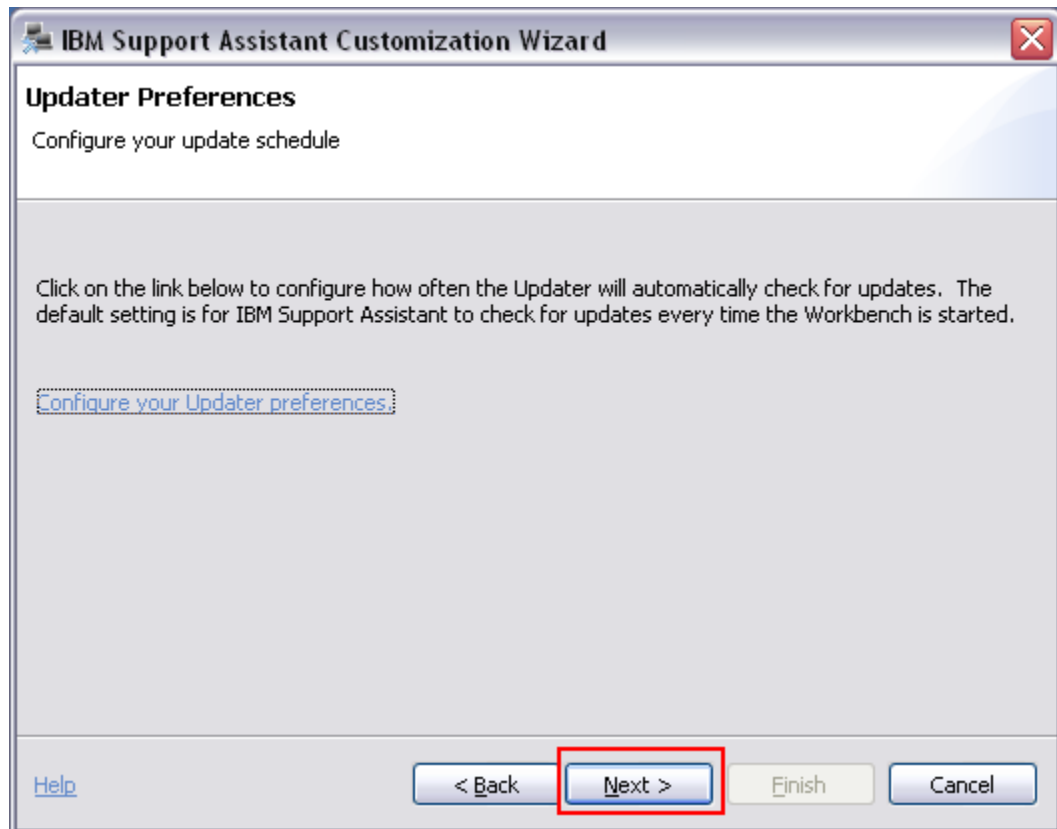 IBM Support Assistant Customization Wizard
Updater Preferences
Configure your update schedule
Click on the link below to configure how often the Updater will automatically check for updates.  The
default setting is for IBM Support Assistant to check for updates every time the Workbench is started.
Configure your Updater preferences.
Help < Back Next > Finish Cancel